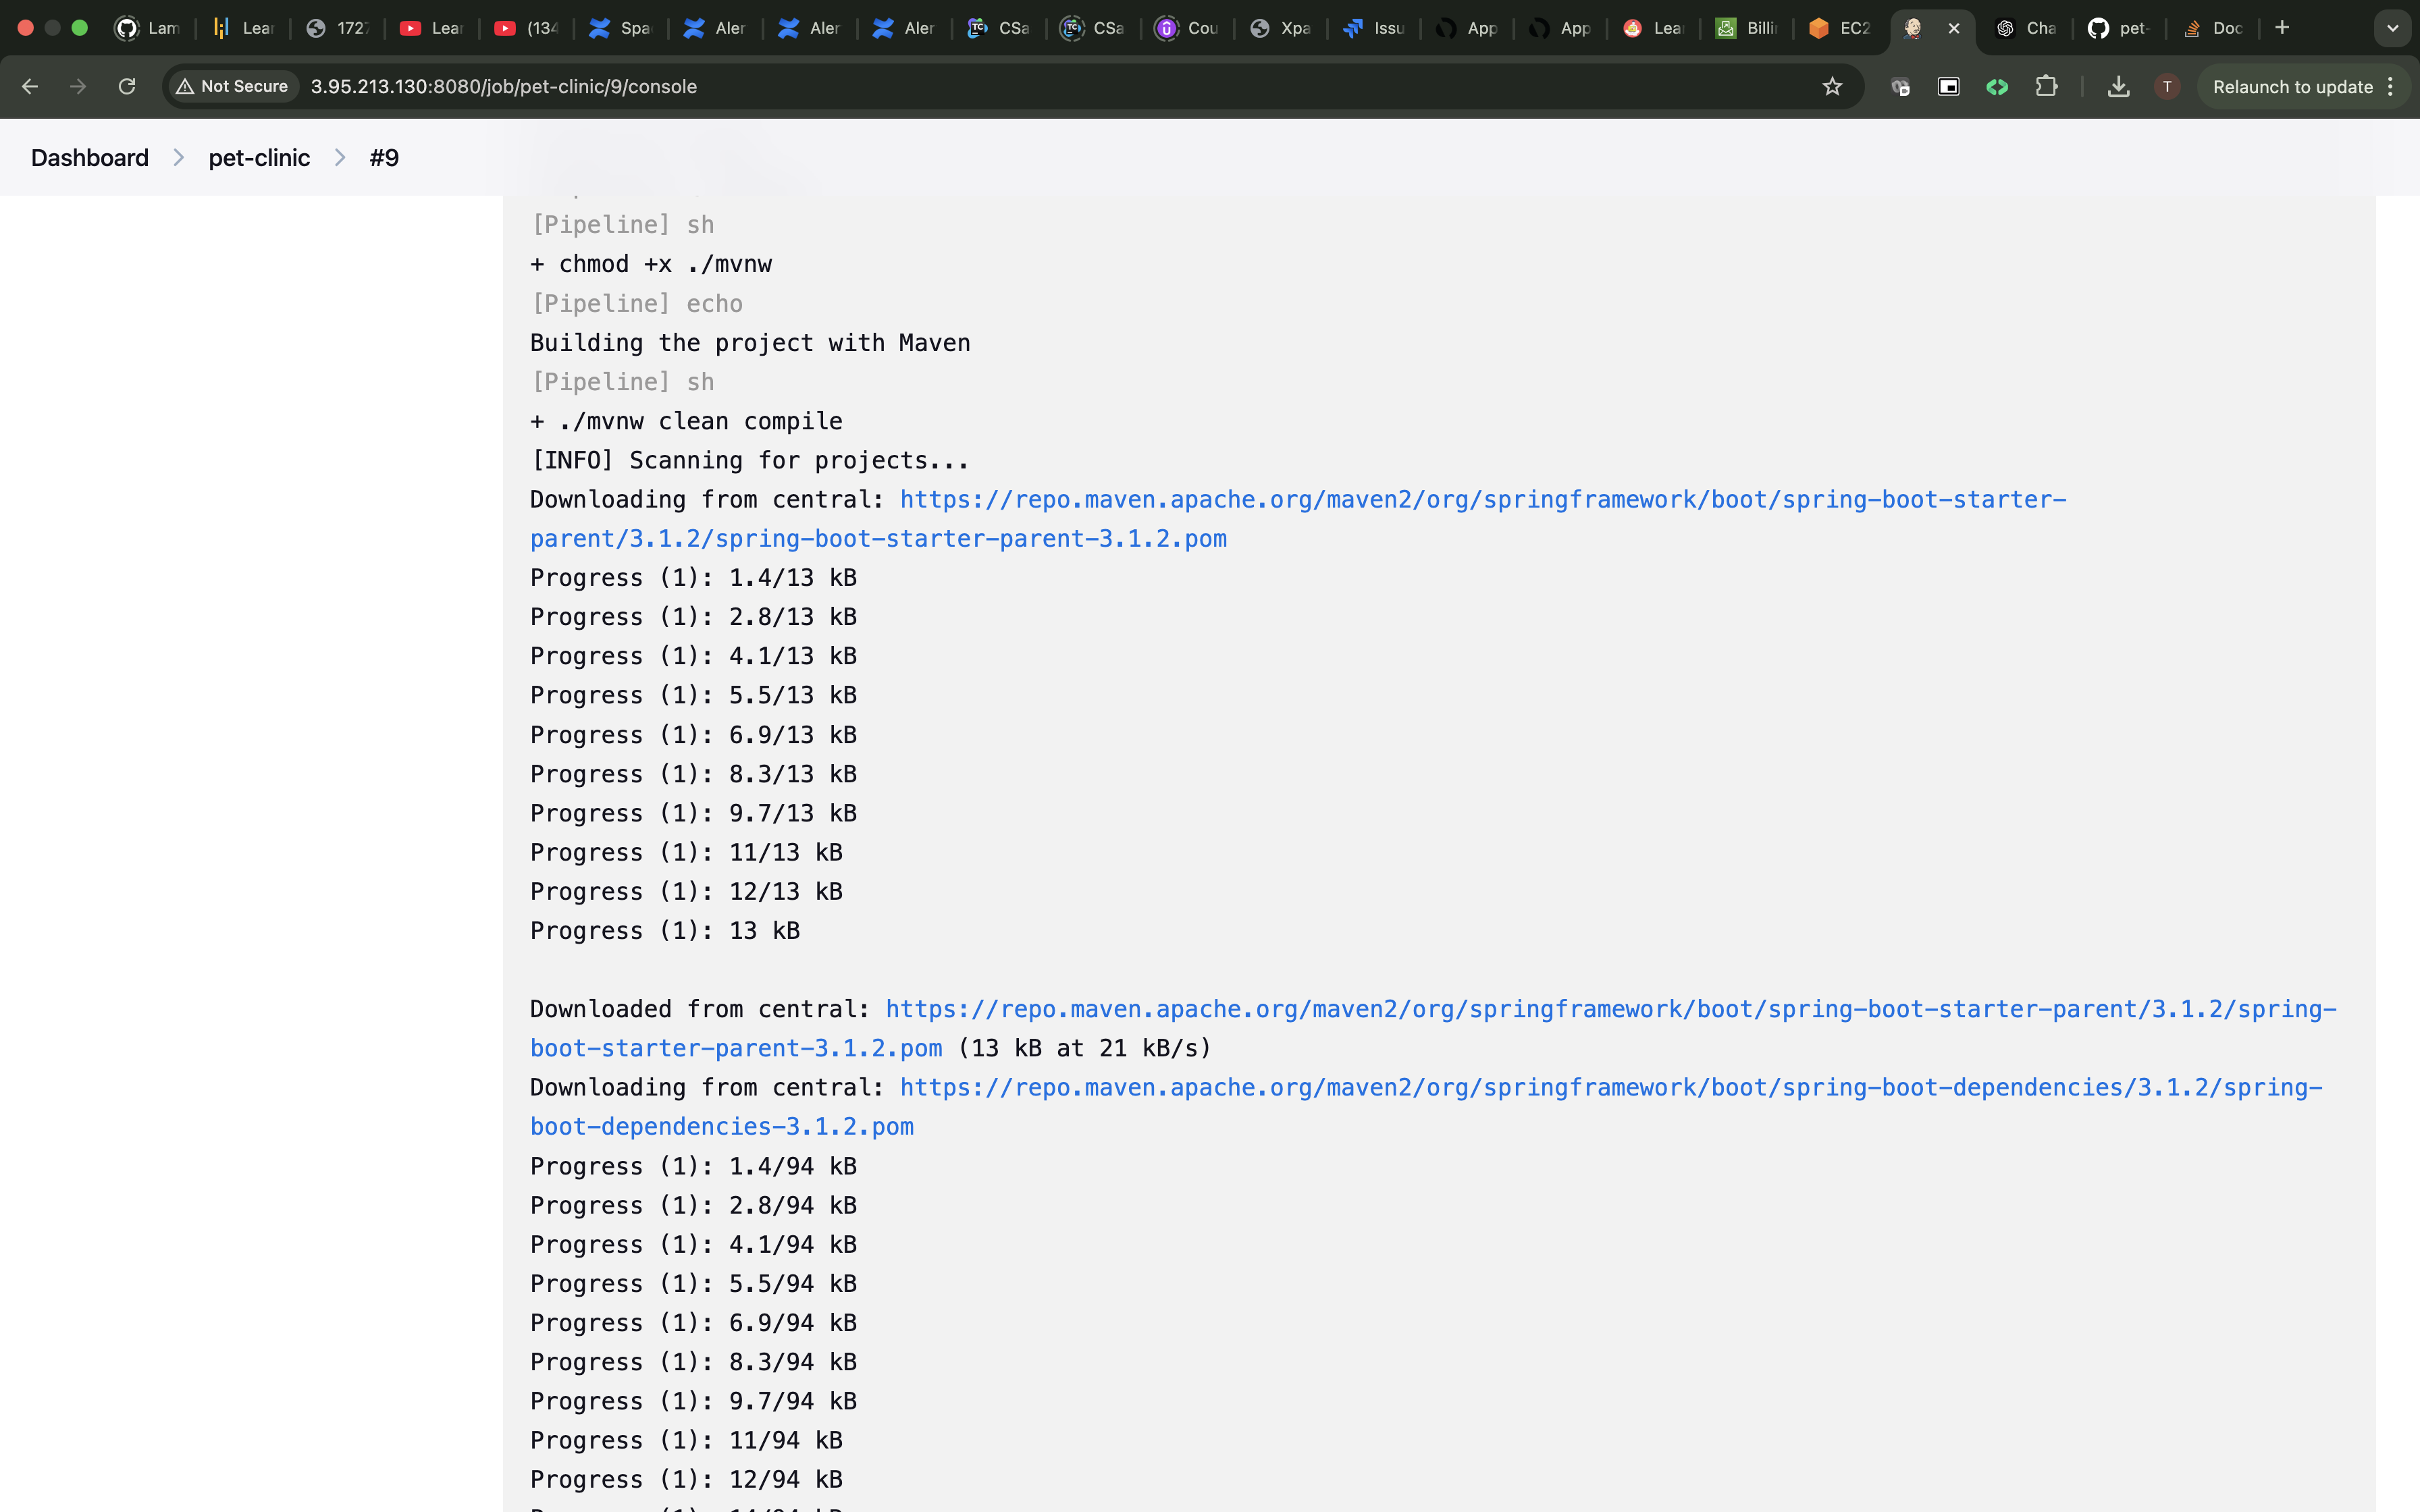 Lam
Lear
172
Lear
(134
Spac
Aler
Aler
Aler
CSa
CSa
Cou
Xpa
Issu
App
App
Lear
Billi
EC2
Cha
pet-
Doc
Not Secure
3.95.213.130:8080/job/pet-clinic/9/console
T
Relaunch to update
Dashboard > pet-clinic > #9
[Pipeline] sh
+ chmod +x ./mvnw
[Pipeline] echo
Building the project with Maven
[Pipeline] sh
+ ./mvnw clean compile
[INFO] Scanning for projects...
Downloading from central: https://repo.maven.apache.org/maven2/org/springframework/boot/spring-boot-starter-
parent/3.1.2/spring-boot-starter-parent-3.1.2.pom
Progress (1): 1.4/13 kB
Progress (1): 2.8/13 kB
Progress (1): 4.1/13 kB
Progress (1): 5.5/13 kB
Progress (1): 6.9/13 kB
Progress (1): 8.3/13 kB
Progress (1): 9.7/13 kB
Progress (1): 11/13 kB
Progress (1): 12/13 kB
Progress (1): 13 kB
Downloaded from central: https://repo.maven.apache.org/maven2/org/springframework/boot/spring-boot-starter-parent/3.1.2/spring-
boot-starter-parent-3.1.2.pom (13 kB at 21 kB/s)
Downloading from central: https://repo.maven.apache.org/maven2/org/springframework/boot/spring-boot-dependencies/3.1.2/spring-
boot-dependencies-3.1.2.pom
Progress (1): 1.4/94 kB
Progress (1): 2.8/94 kB
Progress (1): 4.1/94 kB
Progress (1): 5.5/94 kB
Progress (1): 6.9/94 kB
Progress (1): 8.3/94 kB
Progress (1): 9.7/94 kB
Progress (1): 11/94 kB
Progress (1): 12/94 kB